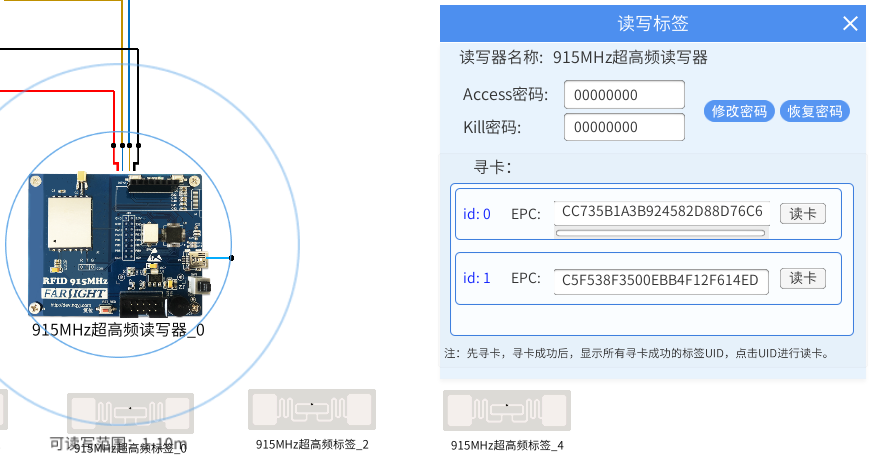 读写标签
读写器名称: 915MHz超高频读写器
Access密码: 00000000
Kill密码: 00000000
修改密码 恢复密码
寻卡:
id: 0 EPC: CC735B1A3B924582D88D76C6 读卡
id: 1 EPC: C5F538F3500EBB4F12F614ED 读卡
注: 先寻卡，寻卡成功后，显示所有寻卡成功的标签UID，点击UID进行读卡。
RFID 915MHz
FARSIGHT
915MHz超高频读写器_0
可读写范围: 1-10m
915MHz超高频标签_0
915MHz超高频标签_2
915MHz超高频标签_4